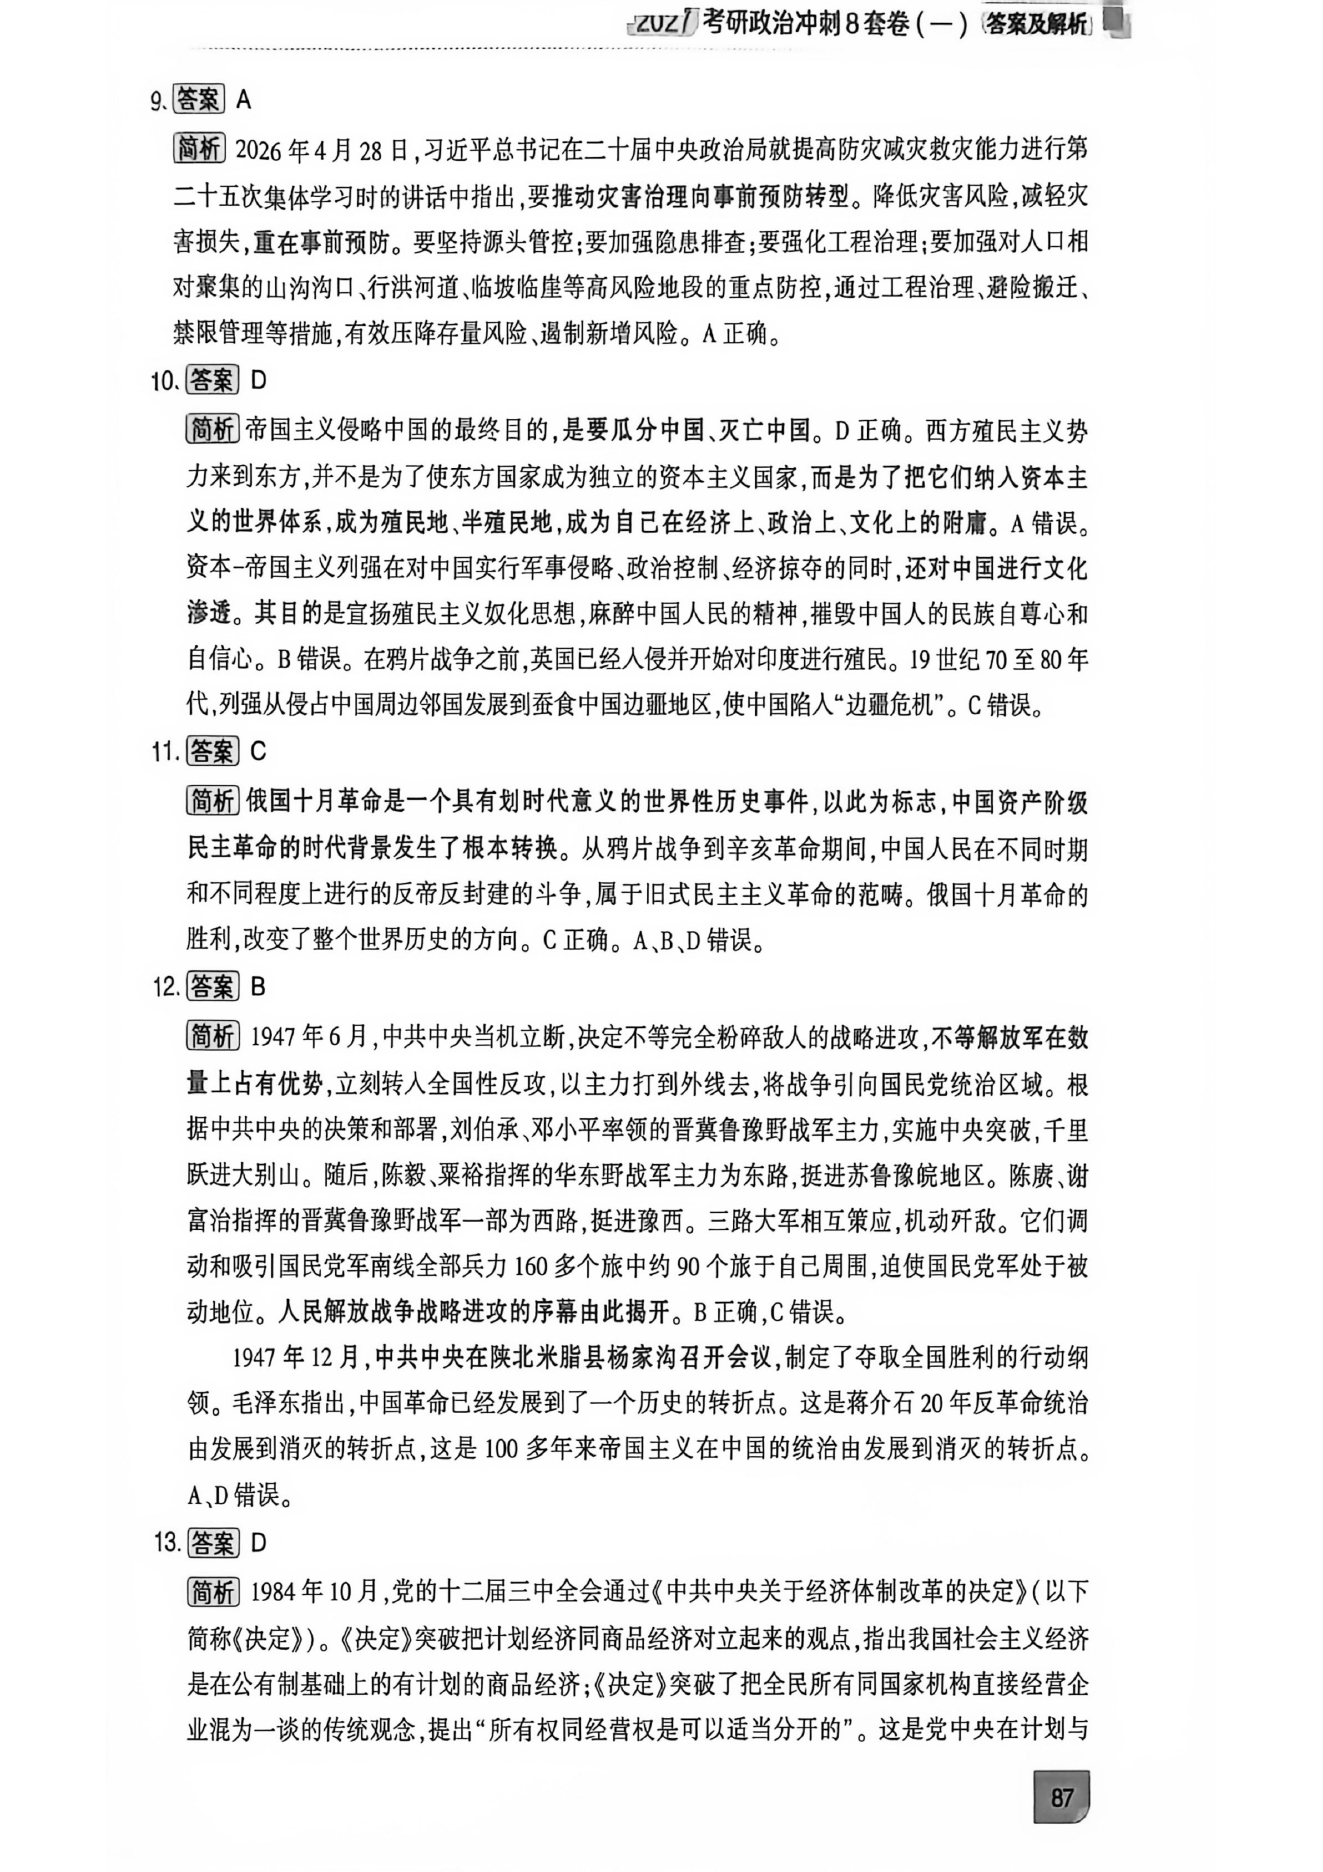 2027考研政治冲刺8套卷(一) 答案及解析
9. 答案 A
简析 2026年4月28日,习近平总书记在二十届中央政治局就提高防灾减灾救灾能力进行第
二十五次集体学习时的讲话中指出,要推动灾害治理向事前预防转型。降低灾害风险,减轻灾
害损失,重在事前预防。要坚持源头管控;要加强隐患排查;要强化工程治理;要加强对人口相
对聚集的山沟沟口、行洪河道、临坡临崖等高风险地段的重点防控,通过工程治理、避险搬迁、
禁限管理等措施,有效压降存量风险、遏制新增风险。A正确。
10. 答案 D
简析 帝国主义侵略中国的最终目的,是要瓜分中国、灭亡中国。D正确。西方殖民主义势
力来到东方,并不是为了使东方国家成为独立的资本主义国家,而是为了把它们纳入资本主
义的世界体系,成为殖民地、半殖民地,成为自己在经济上、政治上、文化上的附庸。A错误。
资本-帝国主义列强在对中国实行军事侵略、政治控制、经济掠夺的同时,还对中国进行文化
渗透。其目的是宣扬殖民主义奴化思想,麻醉中国人民的精神,摧毁中国人的民族自尊心和
自信心。B错误。在鸦片战争之前,英国已经入侵并开始对印度进行殖民。19世纪70至80年
代,列强从侵占中国周边邻国发展到蚕食中国边疆地区,使中国陷入“边疆危机”。C错误。
11. 答案 C
简析 俄国十月革命是一个具有划时代意义的世界性历史事件,以此为标志,中国资产阶级
民主革命的时代背景发生了根本转换。从鸦片战争到辛亥革命期间,中国人民在不同时期
和不同程度上进行的反帝反封建的斗争,属于旧式民主主义革命的范畴。俄国十月革命的
胜利,改变了整个世界历史的方向。C正确。A、B、D错误。
12. 答案 B
简析 1947年6月,中共中央当机立断,决定不等完全粉碎敌人的战略进攻,不等解放军在数
量上占有优势,立刻转入全国性反攻,以主力打到外线去,将战争引向国民党统治区域。根
据中共中央的决策和部署,刘伯承、邓小平率领的晋冀鲁豫野战军主力,实施中央突破,千里
跃进大别山。随后,陈毅、粟裕指挥的华东野战军主力为东路,挺进苏鲁豫皖地区。陈赓、谢
富治指挥的晋冀鲁豫野战军一部为西路,挺进豫西。三路大军相互策应,机动歼敌。它们调
动和吸引国民党军南线全部兵力160多个旅中约90个旅于自己周围,迫使国民党军处于被
动地位。人民解放战争战略进攻的序幕由此揭开。B正确,C错误。
1947年12月,中共中央在陕北米脂县杨家沟召开会议,制定了夺取全国胜利的行动纲
领。毛泽东指出,中国革命已经发展到了一个历史的转折点。这是蒋介石20年反革命统治
由发展到消灭的转折点,这是100多年来帝国主义在中国的统治由发展到消灭的转折点。
A、D错误。
13. 答案 D
简析 1984年10月,党的十二届三中全会通过《中共中央关于经济体制改革的决定》(以下
简称《决定》)。《决定》突破把计划经济同商品经济对立起来的观点,指出我国社会主义经济
是在公有制基础上的有计划的商品经济;《决定》突破了把全民所有同国家机构直接经营企
业混为一谈的传统观念,提出“所有权同经营权是可以适当分开的”。这是党中央在计划与
87